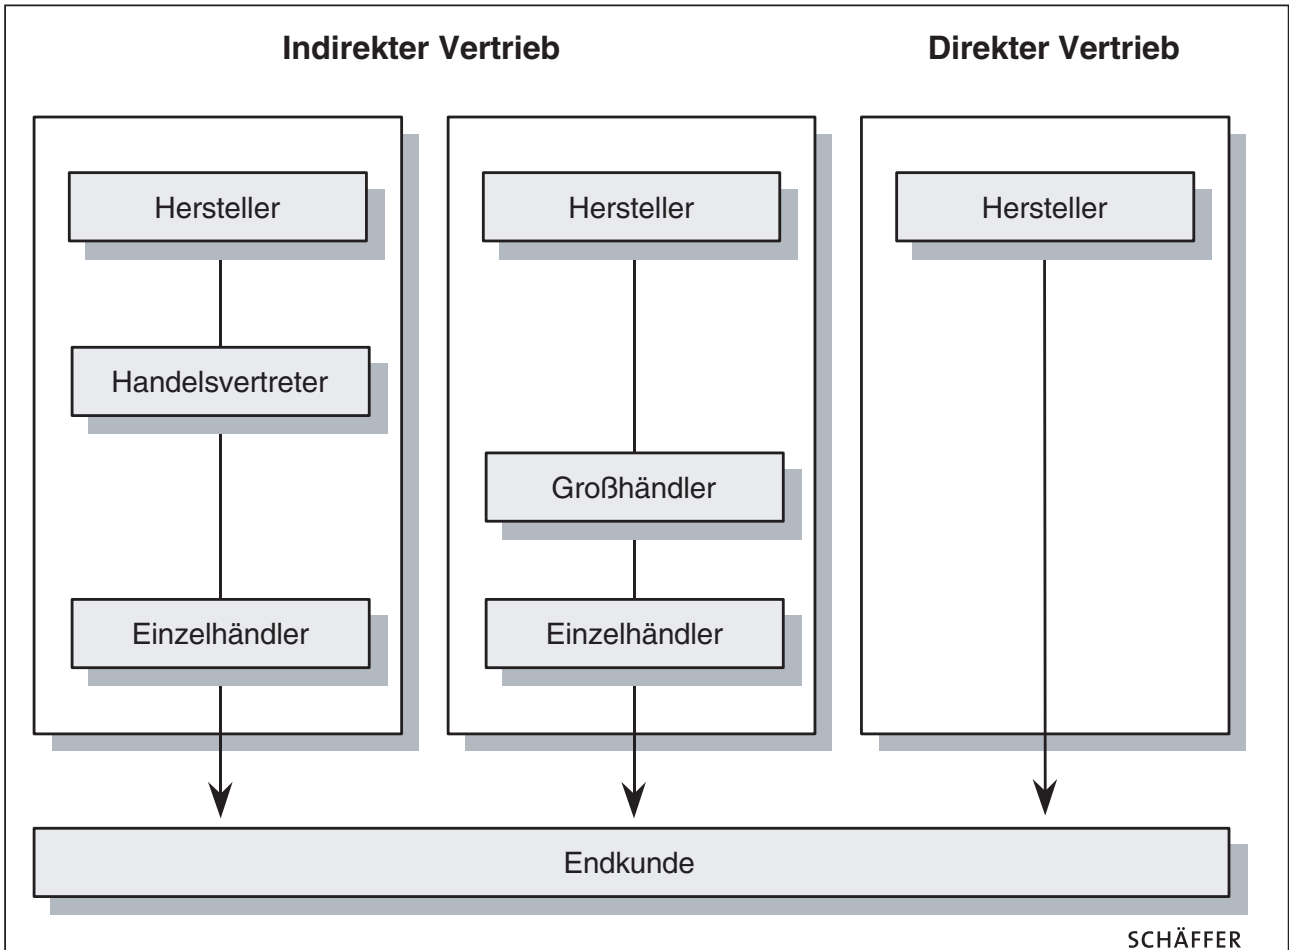 Indirekter Vertrieb
Direkter Vertrieb
Hersteller
Hersteller
Hersteller
Handelsvertreter
Großhändler
Einzelhändler
Einzelhändler
Endkunde
SCHÄFFER